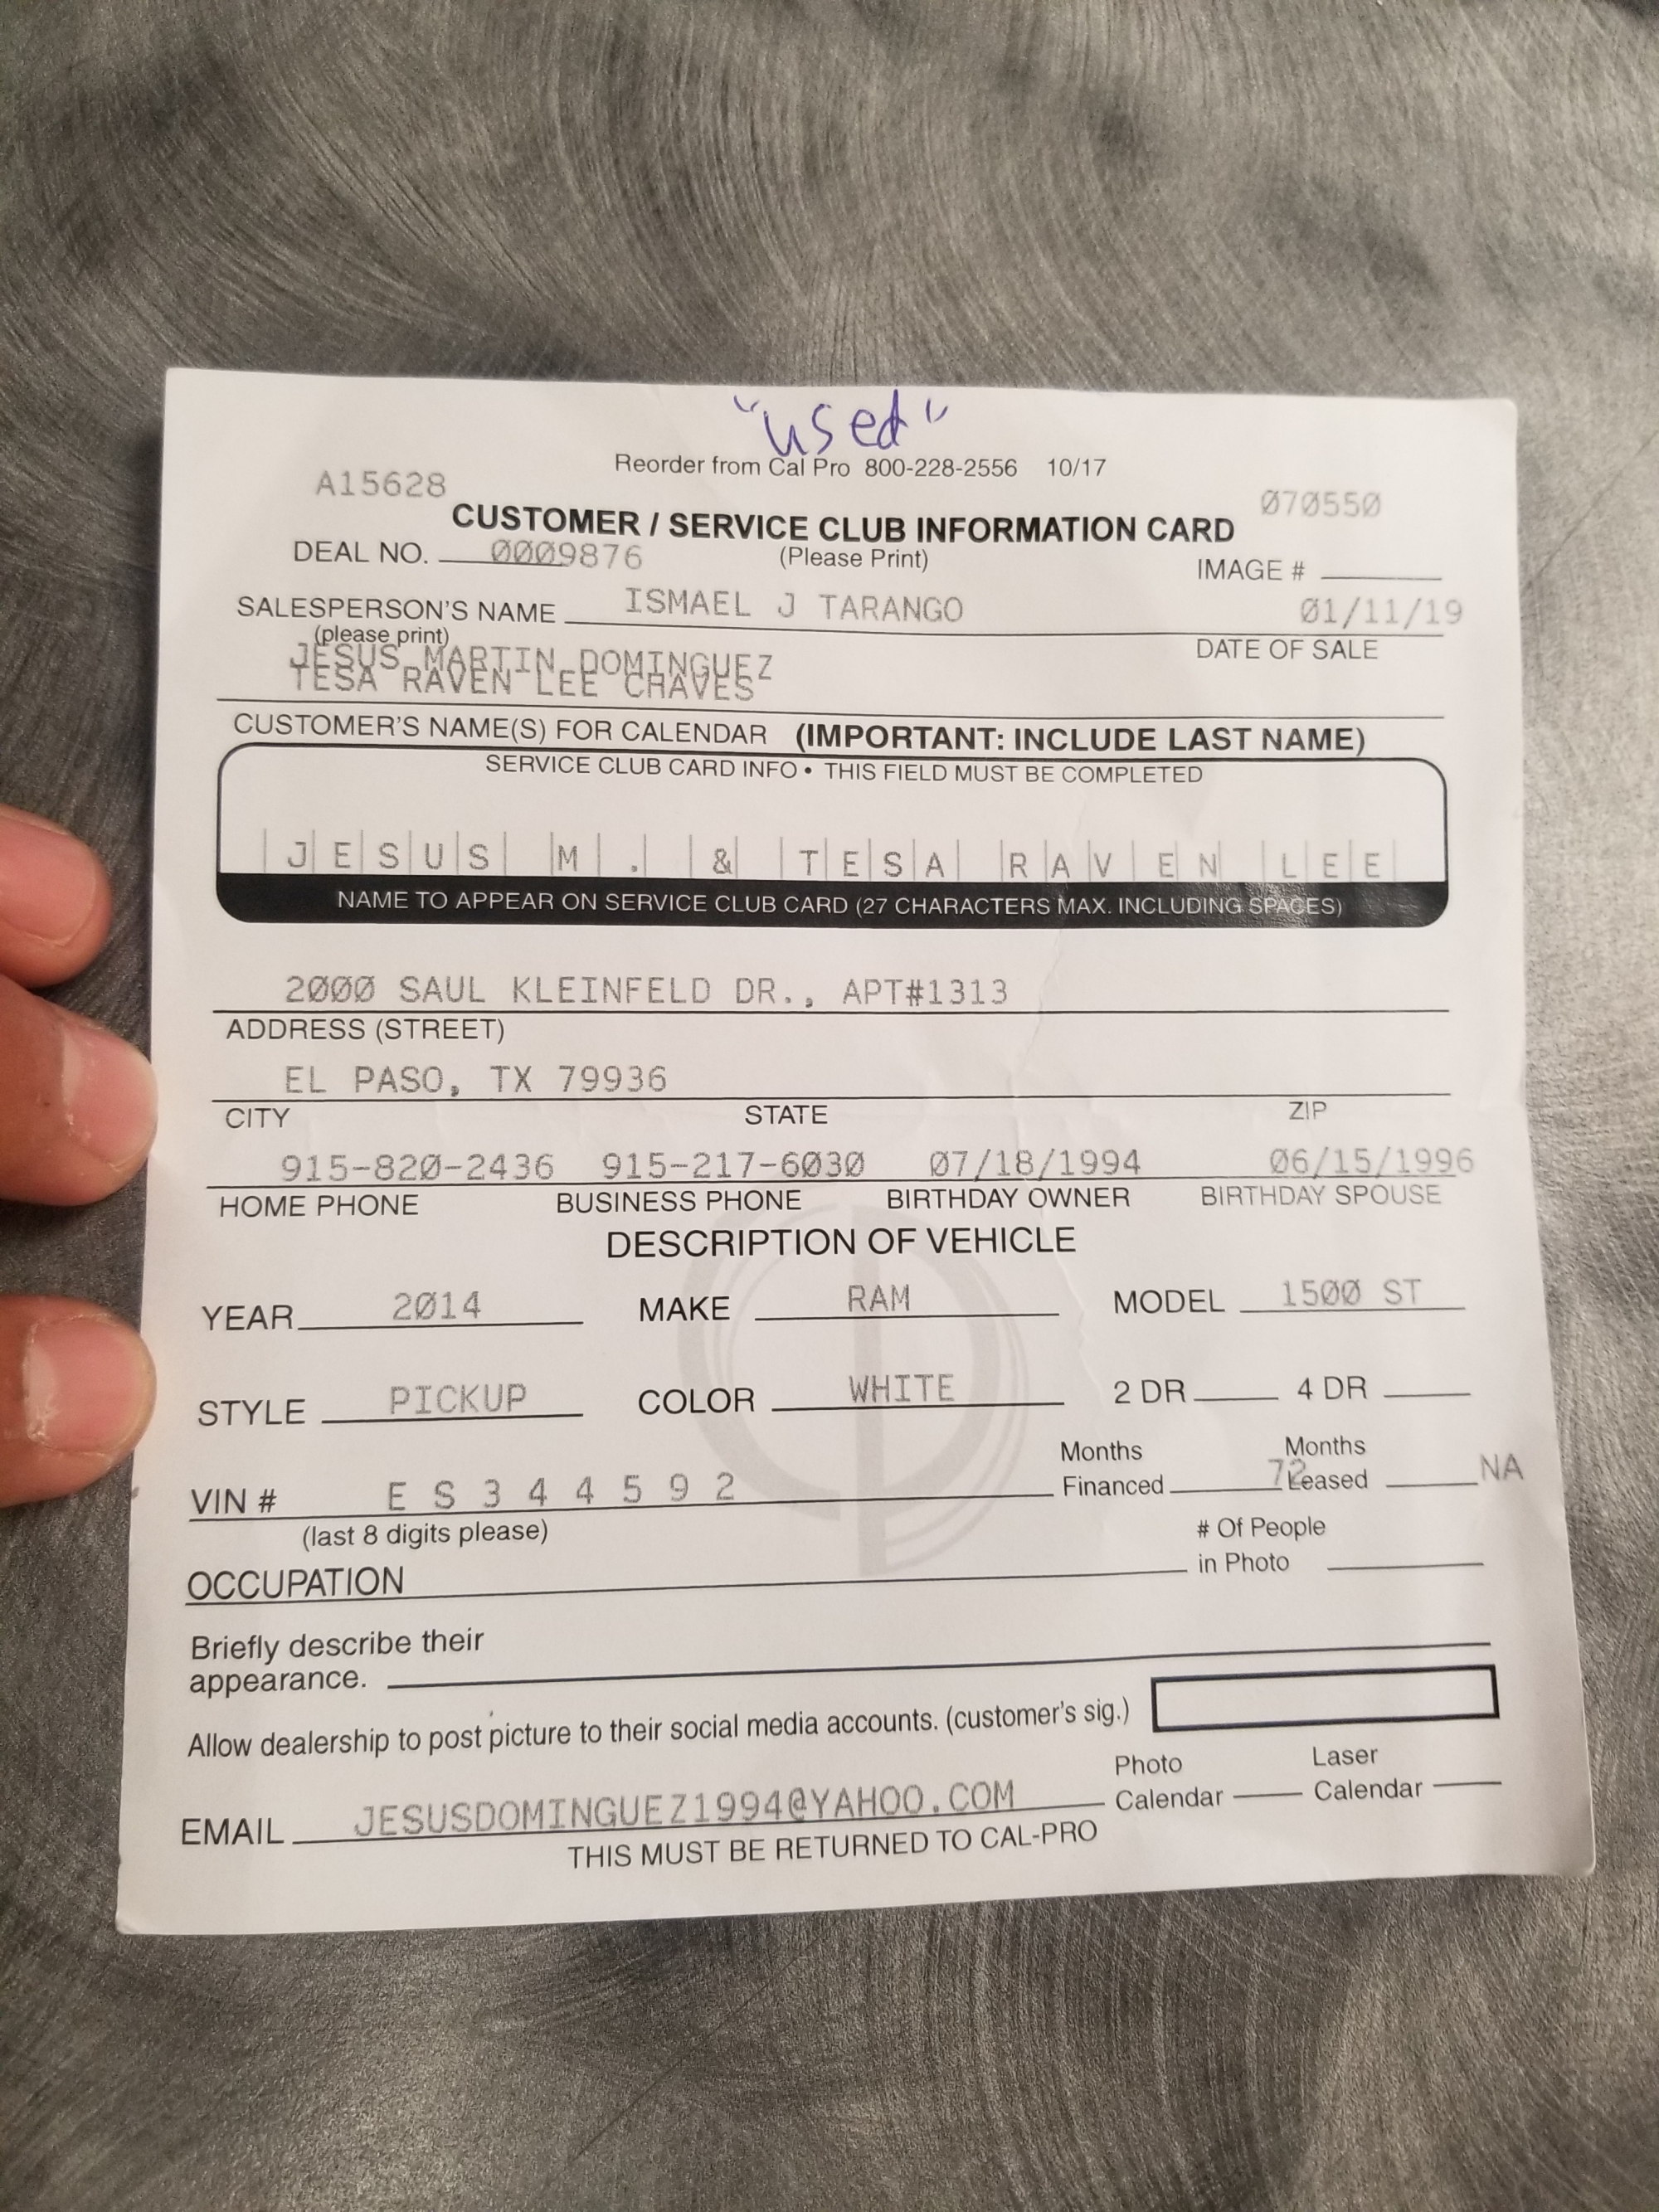 "used"
Reorder from Cal Pro 800-228-2556 10/17
A15628
070550
CUSTOMER / SERVICE CLUB INFORMATION CARD
DEAL NO. 0009876 (Please Print) IMAGE #
SALESPERSON'S NAME ISMAEL J TARANGO 01/11/19
(please print) DATE OF SALE
JESUS MARTIN DOMINGUEZ
TESA RAVEN LEE CHAVES
CUSTOMER'S NAME(S) FOR CALENDAR (IMPORTANT: INCLUDE LAST NAME)
SERVICE CLUB CARD INFO • THIS FIELD MUST BE COMPLETED
JESUS M. & TESA RAVEN LEE
NAME TO APPEAR ON SERVICE CLUB CARD (27 CHARACTERS MAX. INCLUDING SPACES)
2000 SAUL KLEINFELD DR., APT#1313
ADDRESS (STREET)
EL PASO, TX 79936
CITY STATE ZIP
915-820-2436 915-217-6030 07/18/1994 06/15/1996
HOME PHONE BUSINESS PHONE BIRTHDAY OWNER BIRTHDAY SPOUSE
DESCRIPTION OF VEHICLE
YEAR 2014 MAKE RAM MODEL 1500 ST
STYLE PICKUP COLOR WHITE 2 DR 4 DR
Months Months
VIN # E S 3 4 4 5 9 2 Financed 72 Leased NA
(last 8 digits please)
# Of People
OCCUPATION in Photo
Briefly describe their
appearance.
Allow dealership to post picture to their social media accounts. (customer's sig.)
Photo Laser
EMAIL JESUSDOMINGUEZ1994@YAHOO.COM Calendar Calendar
THIS MUST BE RETURNED TO CAL-PRO